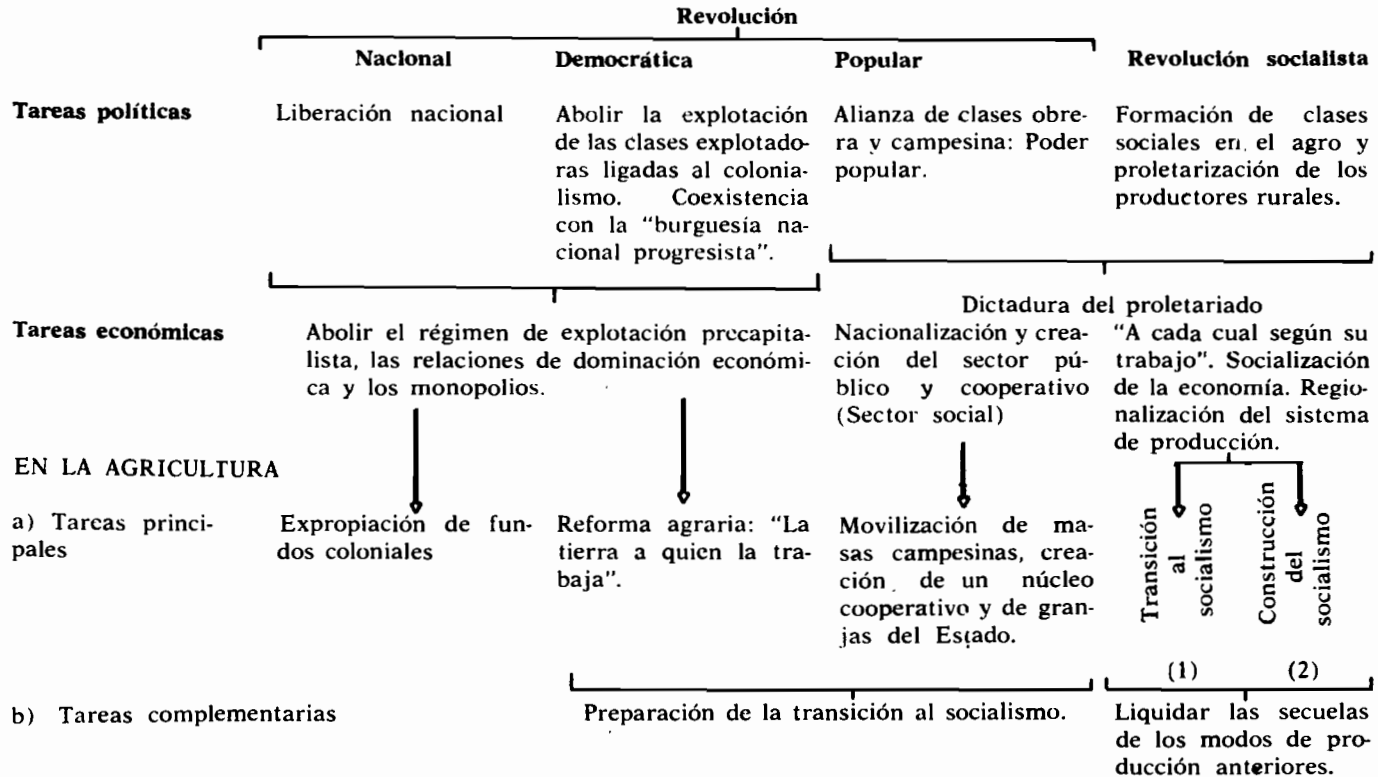 Revolución
Nacional Democrática Popular Revolución socialista
Tareas políticas
Liberación nacional
Abolir la explotación
de las clases explotado-
ras ligadas al colonia-
lismo. Coexistencia
con la "burguesía na-
cional progresista".
Alianza de clases obre-
ra y campesina: Poder
popular.
Formación de clases
sociales en el agro y
proletarización de los
productores rurales.
Dictadura del proletariado
Tareas económicas
Abolir el régimen de explotación precapita-
lista, las relaciones de dominación económi-
ca y los monopolios.
Nacionalización y crea-
ción del sector pú-
blico y cooperativo
(Sector social)
"A cada cual según su
trabajo". Socialización
de la economía. Regio-
nalización del sistema
de producción.
EN LA AGRICULTURA
a) Tareas princi-
pales
Expropiación de fun-
dos coloniales
Reforma agraria: "La
tierra a quien la tra-
baja".
Movilización de ma-
sas campesinas, crea-
ción de un núcleo
cooperativo y de gran-
jas del Estado.
Transición
al
socialismo
(1)
Construcción
del
socialismo
(2)
b) Tareas complementarias
Preparación de la transición al socialismo.
Liquidar las secuelas
de los modos de pro-
ducción anteriores.